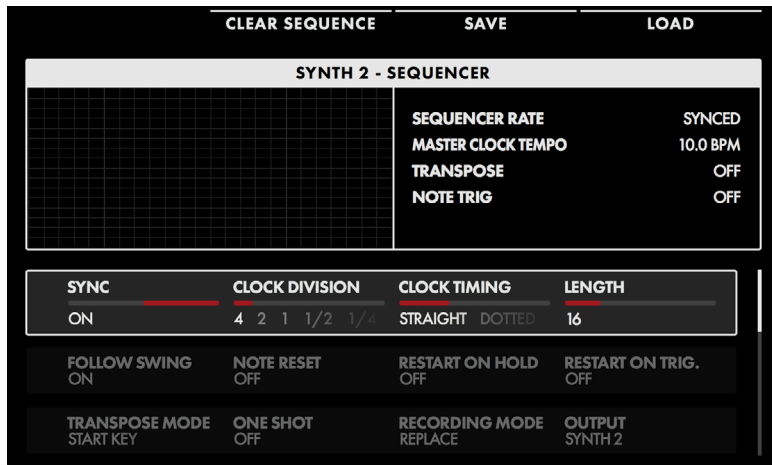 CLEAR SEQUENCE SAVE LOAD
SYNTH 2 - SEQUENCER
SEQUENCER RATE SYNCED
MASTER CLOCK TEMPO 10.0 BPM
TRANSPOSE OFF
NOTE TRIG OFF
SYNC CLOCK DIVISION CLOCK TIMING LENGTH
ON 4 2 1 1/2 1/4 STRAIGHT DOTTED 16
FOLLOW SWING NOTE RESET RESTART ON HOLD RESTART ON TRIG.
ON OFF OFF OFF
TRANSPOSE MODE ONE SHOT RECORDING MODE OUTPUT
START KEY OFF REPLACE SYNTH 2